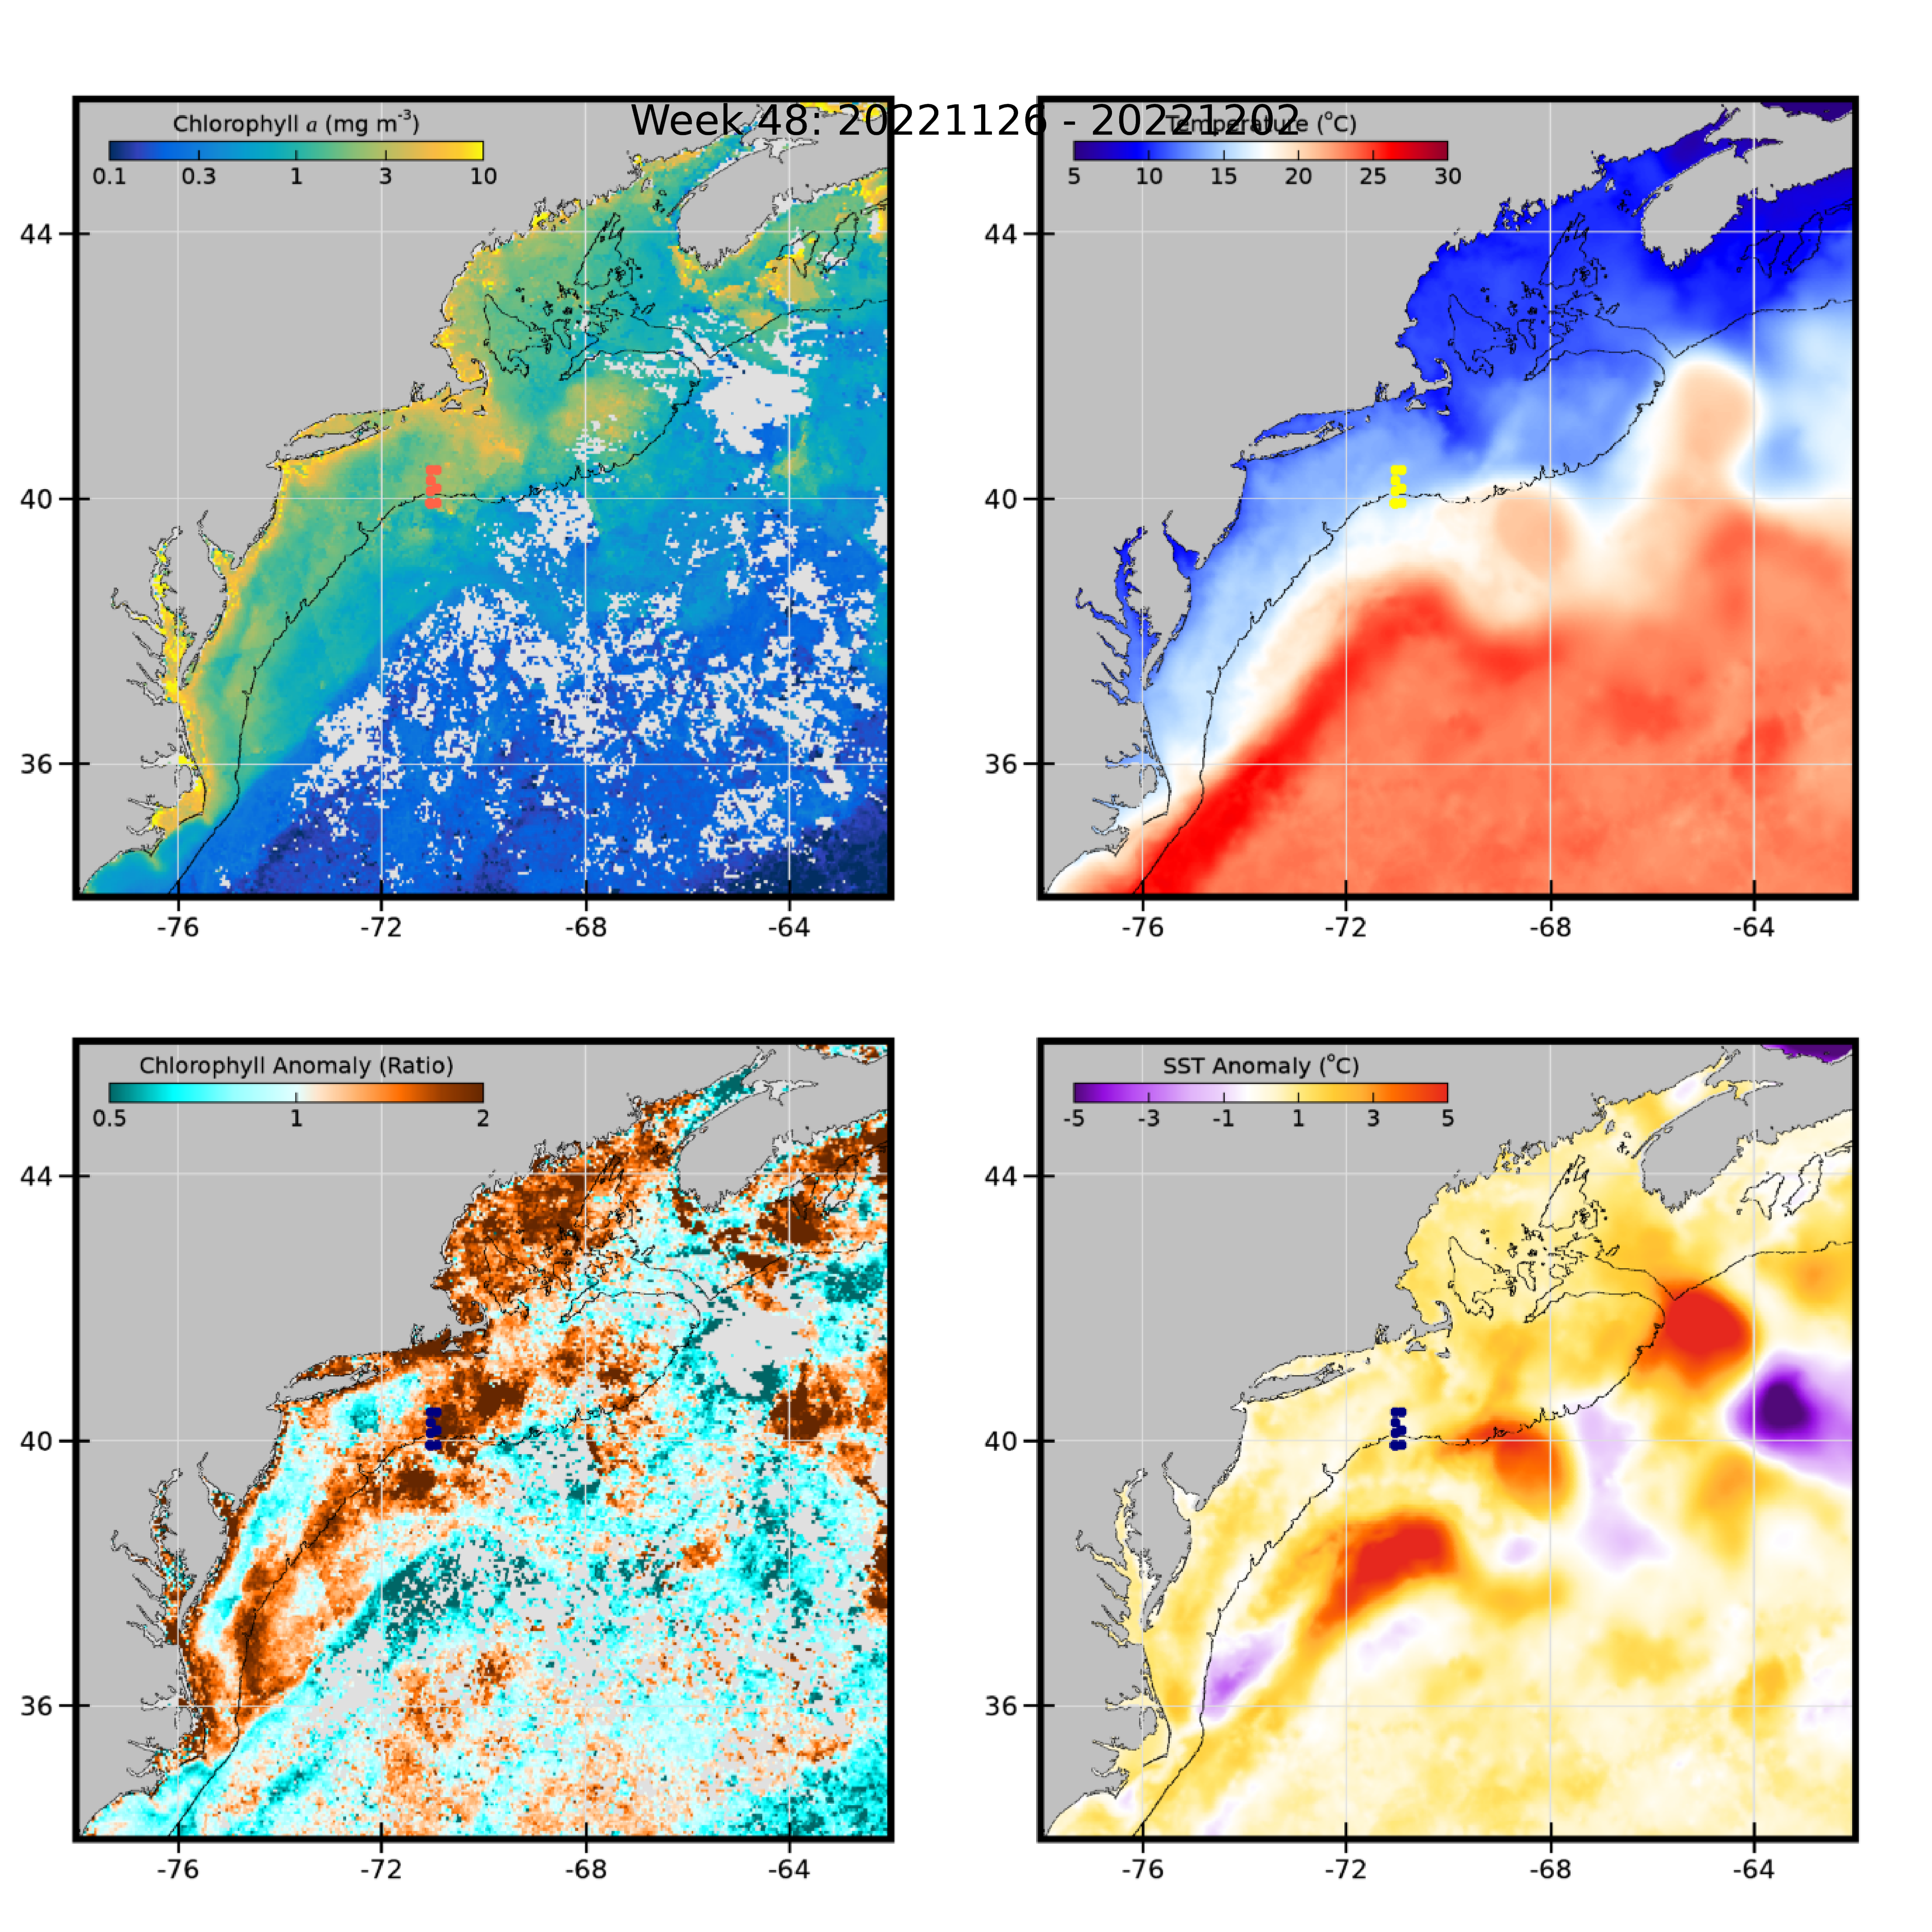 Week 48: 20221126 - 20221202
Chlorophyll a (mg m-3)
0.1 0.3 1 3 10
44
40
36
-76 -72 -68 -64
Temperature (°C)
5 10 15 20 25 30
44
40
36
-76 -72 -68 -64
Chlorophyll Anomaly (Ratio)
0.5 1 2
44
40
36
-76 -72 -68 -64
SST Anomaly (°C)
-5 -3 -1 1 3 5
44
40
36
-76 -72 -68 -64